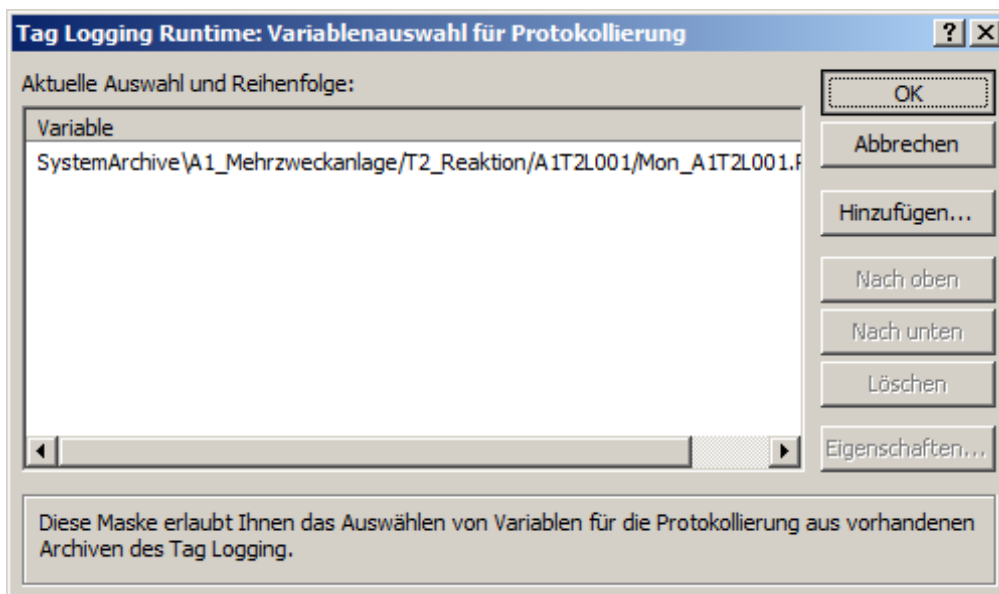 Tag Logging Runtime: Variablenauswahl für Protokollierung
Aktuelle Auswahl und Reihenfolge:
Variable
SystemArchive\A1_Mehrzweckanlage/T2_Reaktion/A1T2L001/Mon_A1T2L001.
OK
Abbrechen
Hinzufügen...
Nach oben
Nach unten
Löschen
Eigenschaften...
Diese Maske erlaubt Ihnen das Auswählen von Variablen für die Protokollierung aus vorhandenen
Archiven des Tag Logging.